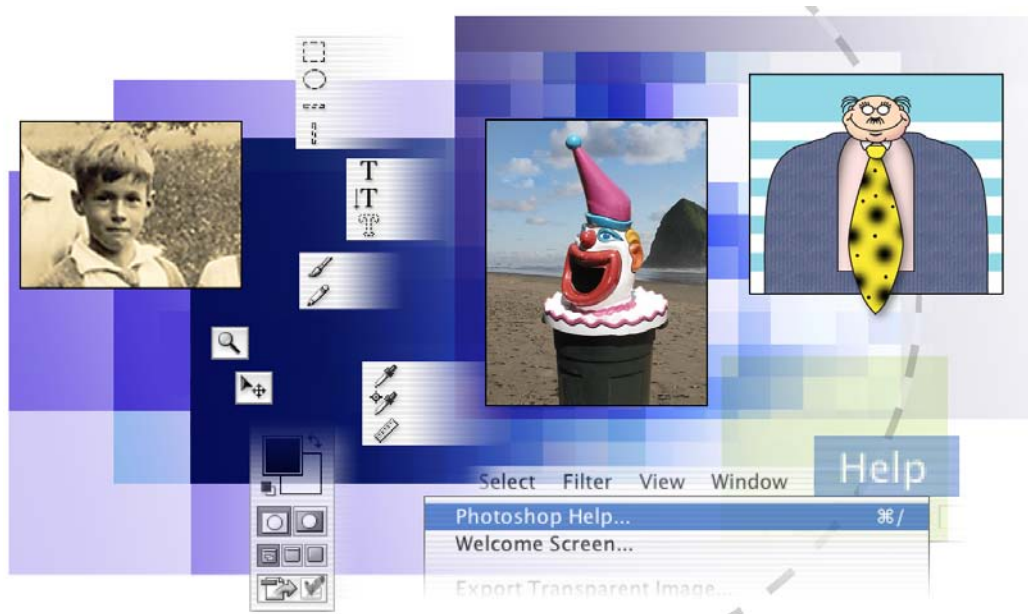 T
T
T
Select Filter View Window Help
Photoshop Help... ⌘/
Welcome Screen...
Export Transparent Image...